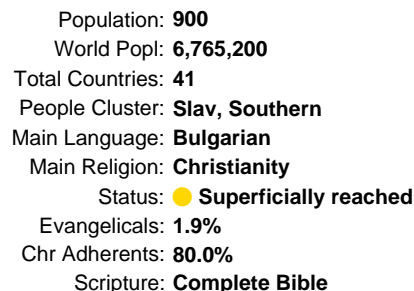 Population: 900
World Popl: 6,765,200
Total Countries: 41
People Cluster: Slav, Southern
Main Language: Bulgarian
Main Religion: Christianity
Status: Superficially reached
Evangelicals: 1.9%
Chr Adherents: 80.0%
Scripture: Complete Bible